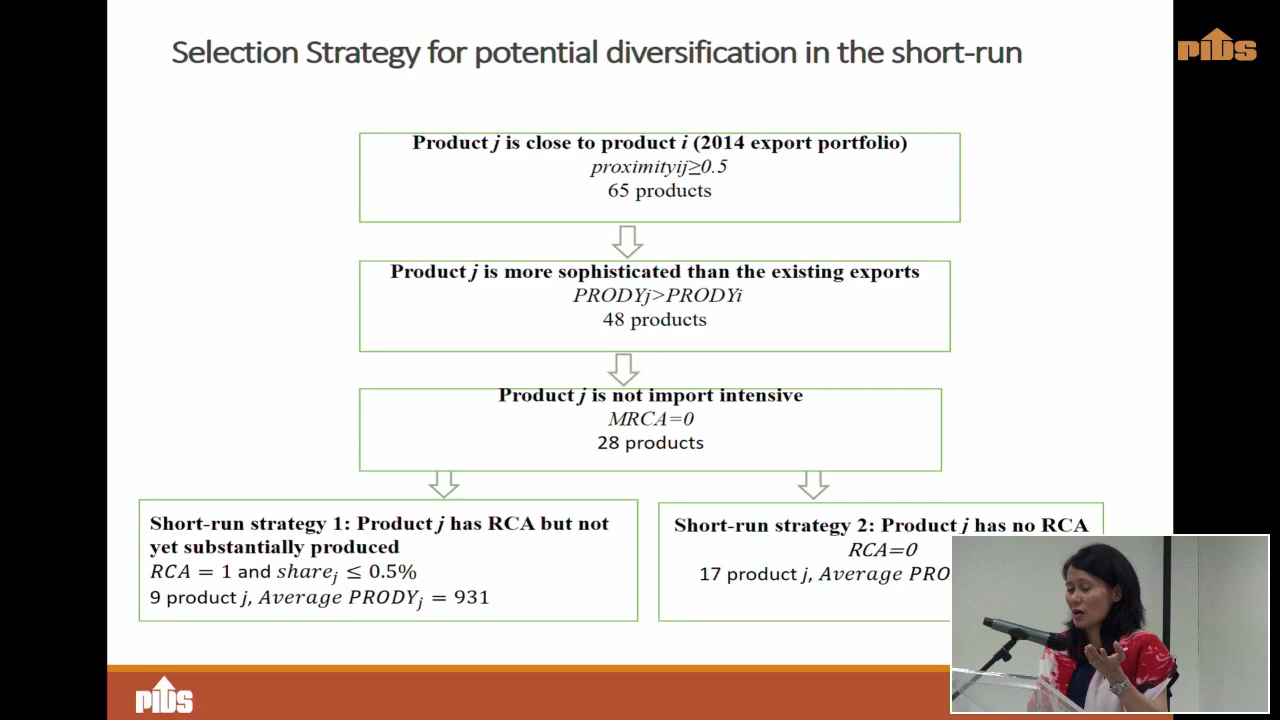 Selection Strategy for potential diversification in the short-run
PIDS
Product j is close to product i (2014 export portfolio)
proximityij≥0.5
65 products
Product j is more sophisticated than the existing exports
PRODYj>PRODYi
48 products
Product j is not import intensive
MRCA=0
28 products
Short-run strategy 1: Product j has RCA but not
yet substantially produced
RCA = 1 and shareⱼ ≤ 0.5%
9 product j, Average PRODYⱼ = 931
Short-run strategy 2: Product j has no RCA
RCA=0
17 product j, Average PRO
PIDS